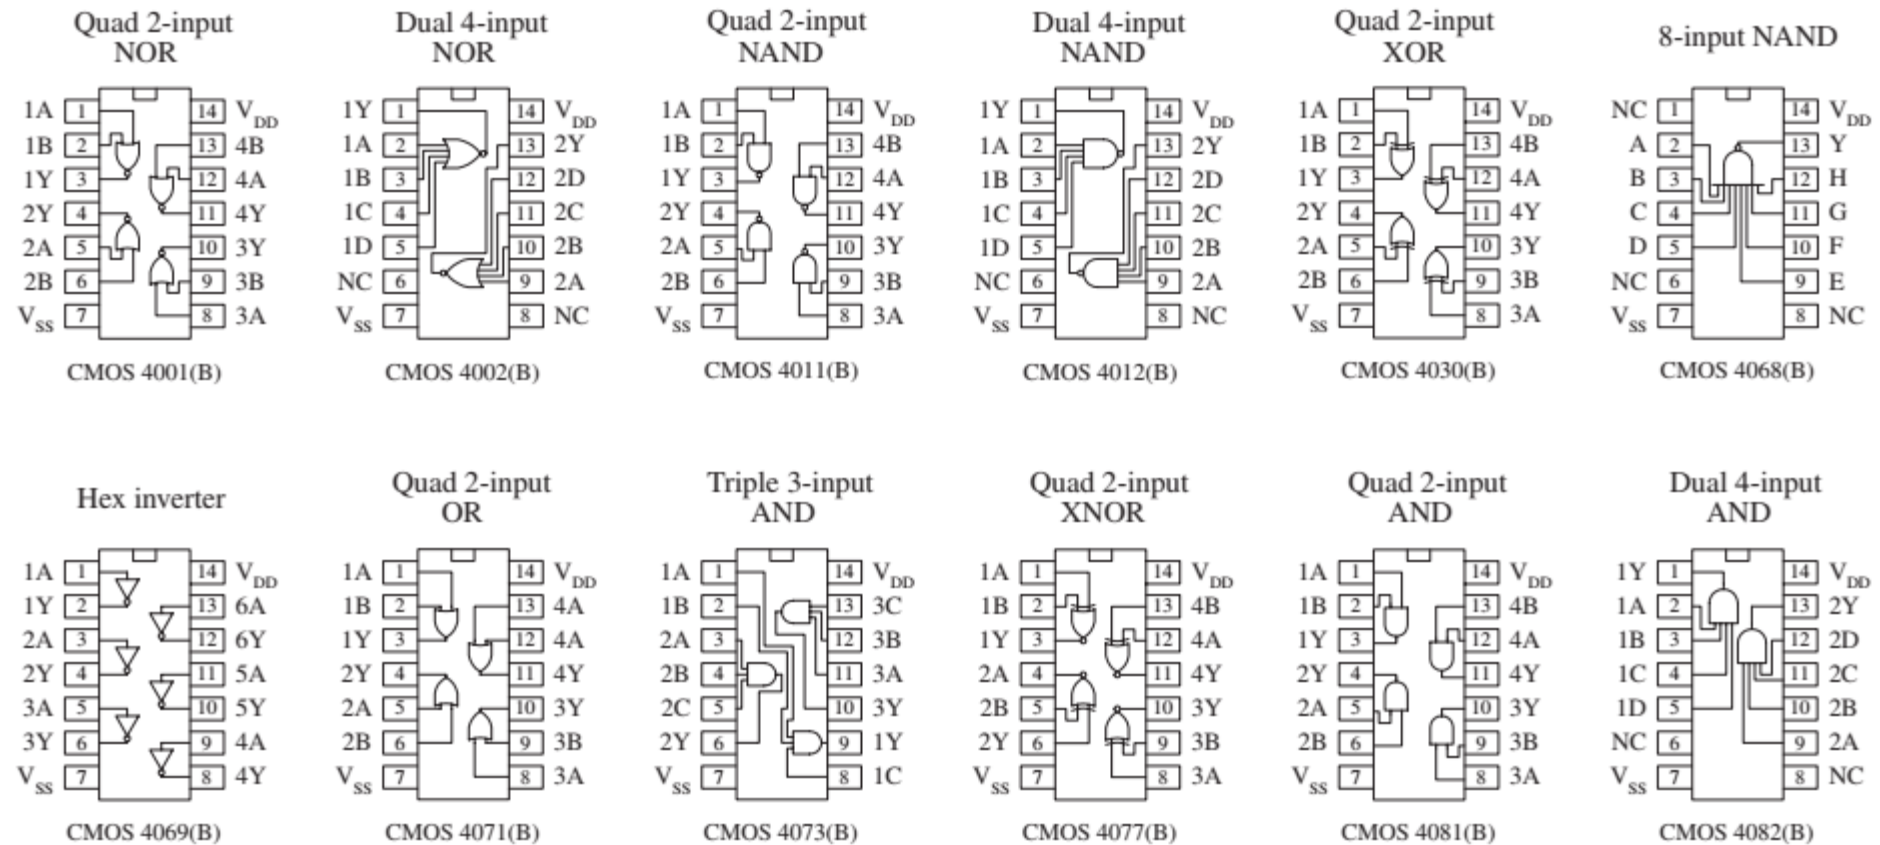 Quad 2-input
NOR
1A 1 14 VDD
1B 2 13 4B
1Y 3 12 4A
2Y 4 11 4Y
2A 5 10 3Y
2B 6 9 3B
VSS 7 8 3A
CMOS 4001(B)
Dual 4-input
NOR
1Y 1 14 VDD
1A 2 13 2Y
1B 3 12 2D
1C 4 11 2C
1D 5 10 2B
NC 6 9 2A
VSS 7 8 NC
CMOS 4002(B)
Quad 2-input
NAND
1A 1 14 VDD
1B 2 13 4B
1Y 3 12 4A
2Y 4 11 4Y
2A 5 10 3Y
2B 6 9 3B
VSS 7 8 3A
CMOS 4011(B)
Dual 4-input
NAND
1Y 1 14 VDD
1A 2 13 2Y
1B 3 12 2D
1C 4 11 2C
1D 5 10 2B
NC 6 9 2A
VSS 7 8 NC
CMOS 4012(B)
Quad 2-input
XOR
1A 1 14 VDD
1B 2 13 4B
1Y 3 12 4A
2Y 4 11 4Y
2A 5 10 3Y
2B 6 9 3B
VSS 7 8 3A
CMOS 4030(B)
8-input NAND
NC 1 14 VDD
A 2 13 Y
B 3 12 H
C 4 11 G
D 5 10 F
NC 6 9 E
VSS 7 8 NC
CMOS 4068(B)
Hex inverter
1A 1 14 VDD
1Y 2 13 6A
2A 3 12 6Y
2Y 4 11 5A
3A 5 10 5Y
3Y 6 9 4A
VSS 7 8 4Y
CMOS 4069(B)
Quad 2-input
OR
1A 1 14 VDD
1B 2 13 4A
1Y 3 12 4A
2Y 4 11 4Y
2A 5 10 3Y
2B 6 9 3B
VSS 7 8 3A
CMOS 4071(B)
Triple 3-input
AND
1A 1 14 VDD
1B 2 13 3C
2A 3 12 3B
2B 4 11 3A
2C 5 10 3Y
2Y 6 9 1Y
VSS 7 8 1C
CMOS 4073(B)
Quad 2-input
XNOR
1A 1 14 VDD
1B 2 13 4B
1Y 3 12 4A
2A 4 11 4Y
2B 5 10 3Y
2Y 6 9 3B
VSS 7 8 3A
CMOS 4077(B)
Quad 2-input
AND
1A 1 14 VDD
1B 2 13 4B
1Y 3 12 4A
2Y 4 11 4Y
2A 5 10 3Y
2B 6 9 3B
VSS 7 8 3A
CMOS 4081(B)
Dual 4-input
AND
1Y 1 14 VDD
1A 2 13 2Y
1B 3 12 2D
1C 4 11 2C
1D 5 10 2B
NC 6 9 2A
VSS 7 8 NC
CMOS 4082(B)